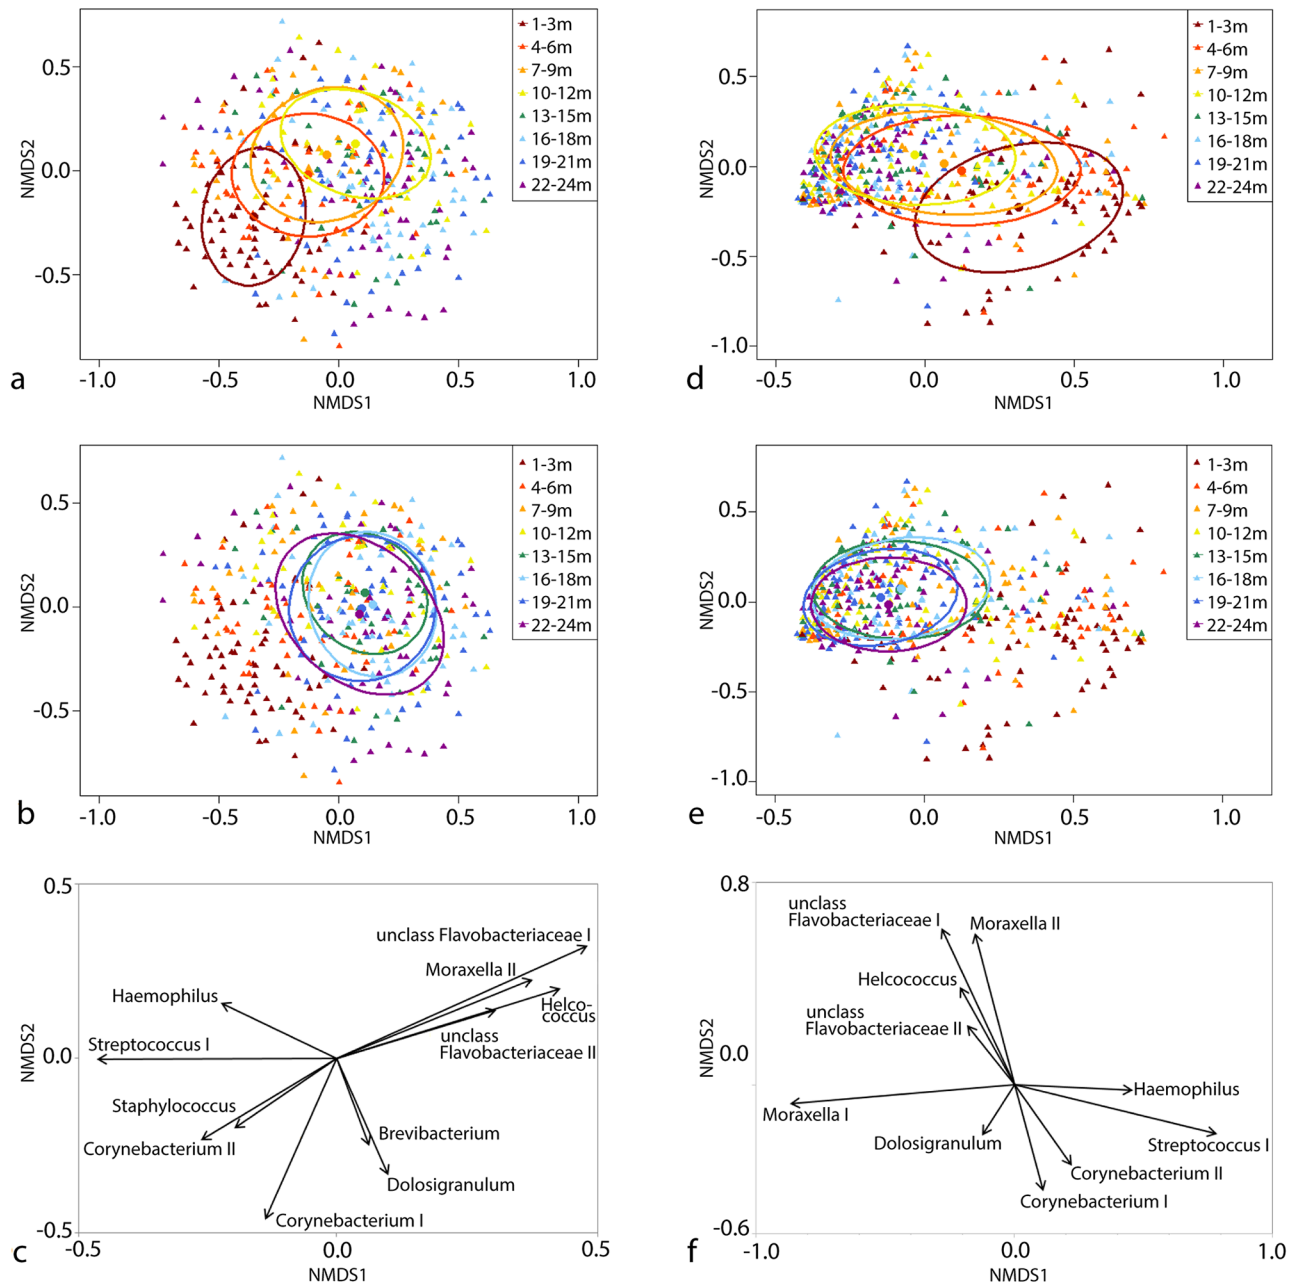 0.5
0.0
-0.5
NMDS2
-1.0
-0.5
0.0
0.5
1.0
NMDS1
1-3m
4-6m
7-9m
10-12m
13-15m
16-18m
19-21m
22-24m
a
0.5
0.0
-0.5
-1.0
NMDS2
-0.5
0.0
0.5
1.0
NMDS1
1-3m
4-6m
7-9m
10-12m
13-15m
16-18m
19-21m
22-24m
d
0.5
0.0
-0.5
NMDS2
-1.0
-0.5
0.0
0.5
1.0
NMDS1
1-3m
4-6m
7-9m
10-12m
13-15m
16-18m
19-21m
22-24m
b
0.5
0.0
-0.5
-1.0
NMDS2
-0.5
0.0
0.5
1.0
NMDS1
1-3m
4-6m
7-9m
10-12m
13-15m
16-18m
19-21m
22-24m
e
0.5
0.0
-0.5
NMDS2
unclass Flavobacteriaceae I
Moraxella II
Haemophilus
Helco-
coccus
unclass
Flavobacteriaceae II
Streptococcus I
Staphylococcus
Corynebacterium II
Brevibacterium
Dolosigranulum
Corynebacterium I
-0.5
0.0
0.5
NMDS1
c
0.8
0.0
-0.6
NMDS2
unclass
Flavobacteriaceae I
Moraxella II
Helcococcus
unclass
Flavobacteriaceae II
Haemophilus
Moraxella I
Dolosigranulum
Streptococcus I
Corynebacterium II
Corynebacterium I
-1.0
0.0
1.0
NMDS1
f